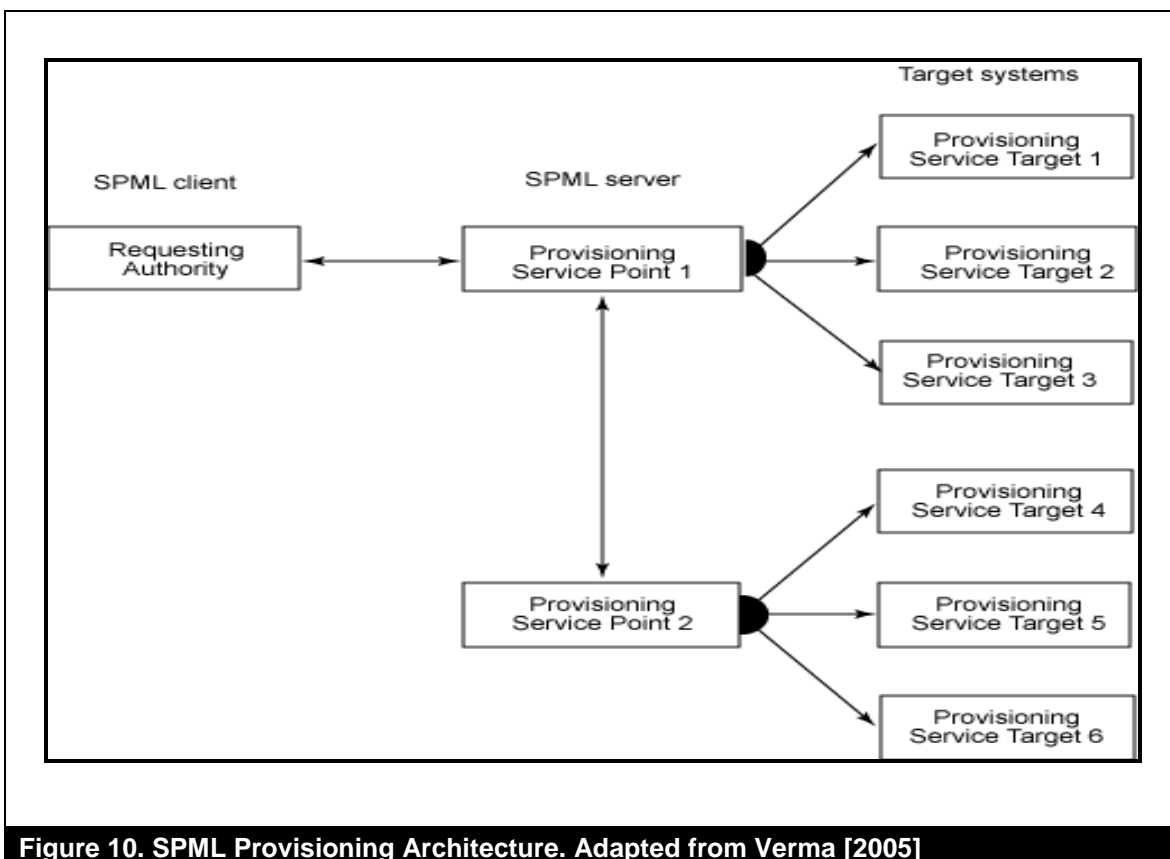 Target systems
SPML client
SPML server
Requesting
Authority
Provisioning
Service Point 1
Provisioning
Service Target 1
Provisioning
Service Target 2
Provisioning
Service Target 3
Provisioning
Service Point 2
Provisioning
Service Target 4
Provisioning
Service Target 5
Provisioning
Service Target 6
Figure 10. SPML Provisioning Architecture. Adapted from Verma [2005]